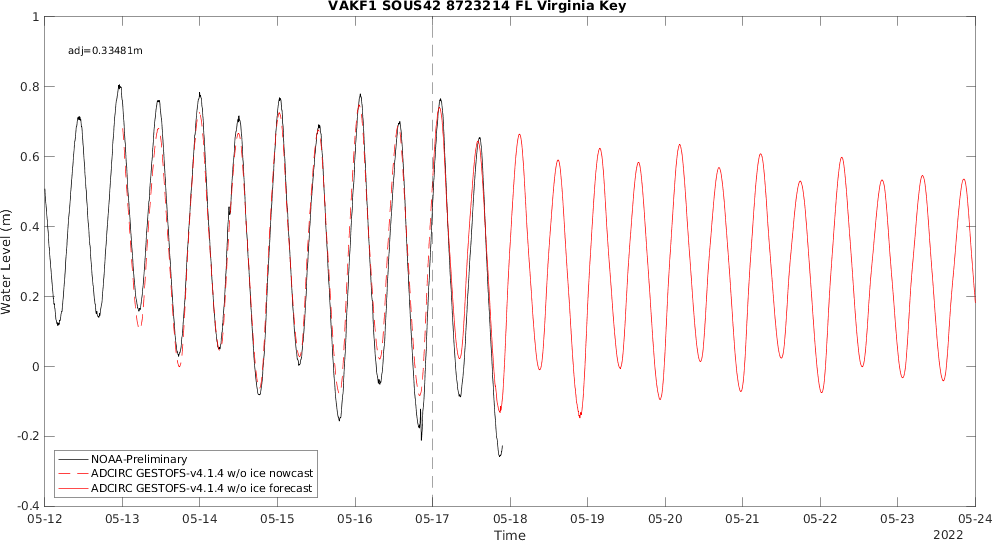 VAKF1 SOUS42 8723214 FL Virginia Key
adj=0.33481m
1
0.8
0.6
0.4
0.2
0
-0.2
-0.4
Water Level (m)
NOAA-Preliminary
ADCIRC GESTOFS-v4.1.4 w/o ice nowcast
ADCIRC GESTOFS-v4.1.4 w/o ice forecast
05-12 05-13 05-14 05-15 05-16 05-17 05-18 05-19 05-20 05-21 05-22 05-23 05-24
Time
2022